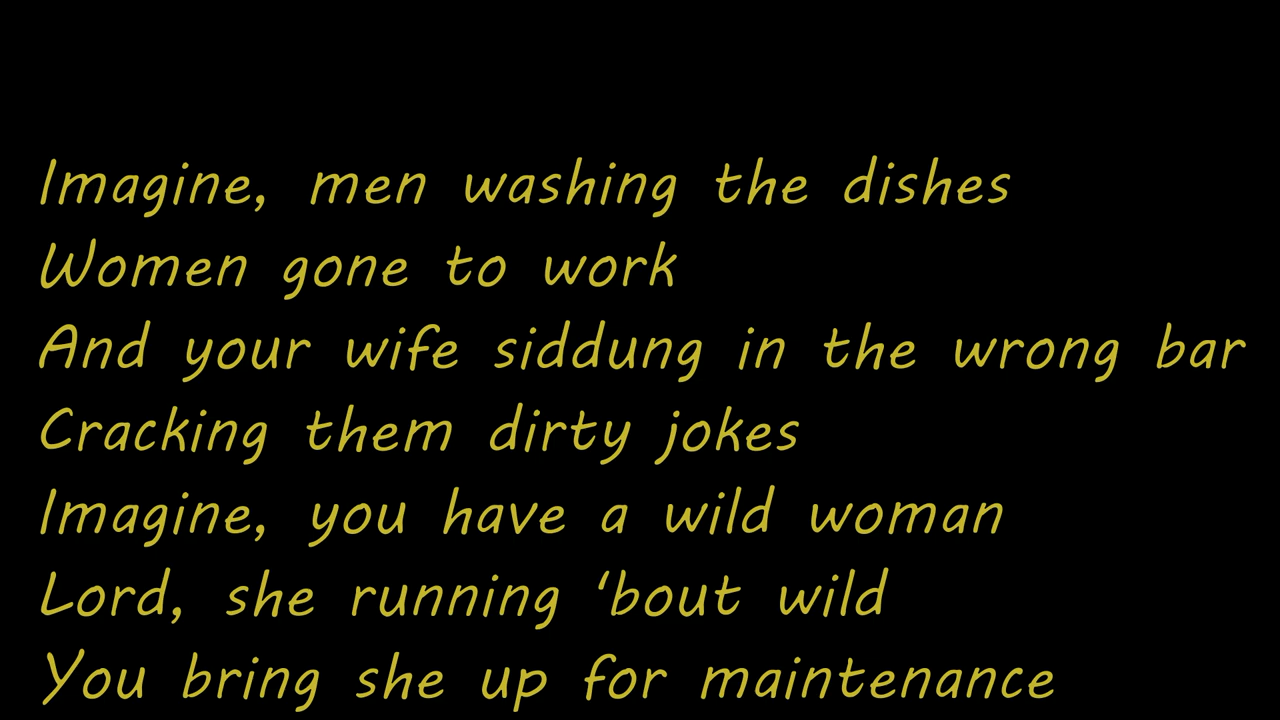 Imagine, men washing the dishes
Women gone to work
And your wife siddung in the wrong bar
Cracking them dirty jokes
Imagine, you have a wild woman
Lord, she running ‘bout wild
You bring she up for maintenance